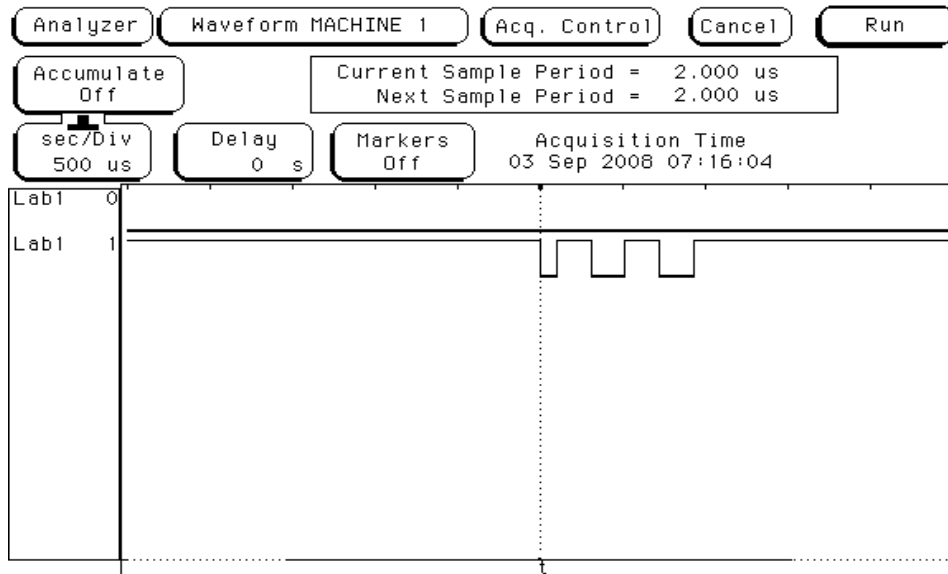 Analyzer Waveform MACHINE 1 Acq. Control Cancel Run
Accumulate
Off
Current Sample Period = 2.000 us
Next Sample Period = 2.000 us
sec/Div
500 us
Delay
0 s
Markers
Off
Acquisition Time
03 Sep 2008 07:16:04
Lab1 0
Lab1 1
t